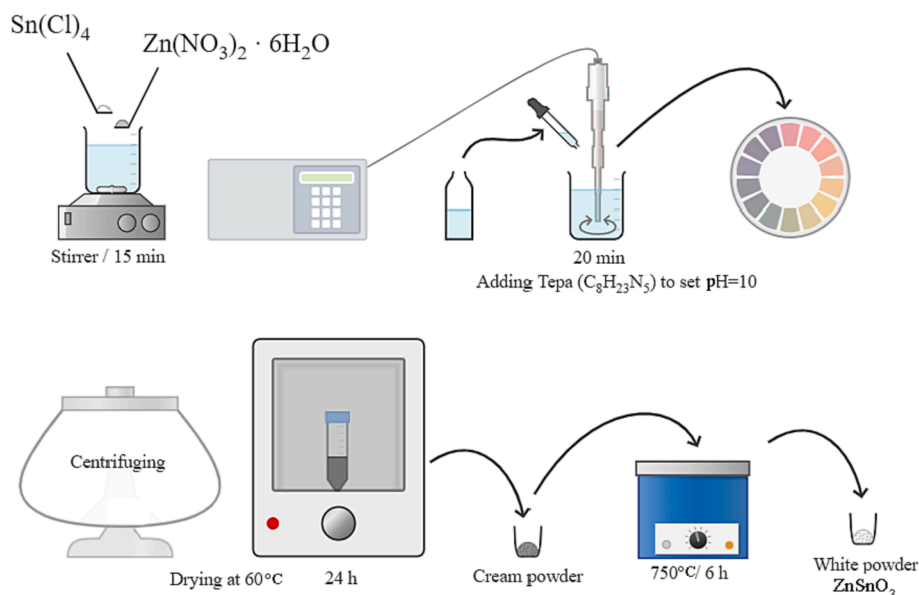 Sn(Cl)₄
Zn(NO₃)₂ · 6H₂O
Stirrer / 15 min
20 min
Adding Tepa (C₈H₂₃N₅) to set pH=10
Centrifuging
Drying at 60°C
24 h
Cream powder
750°C/ 6 h
White powder
ZnSnO₃